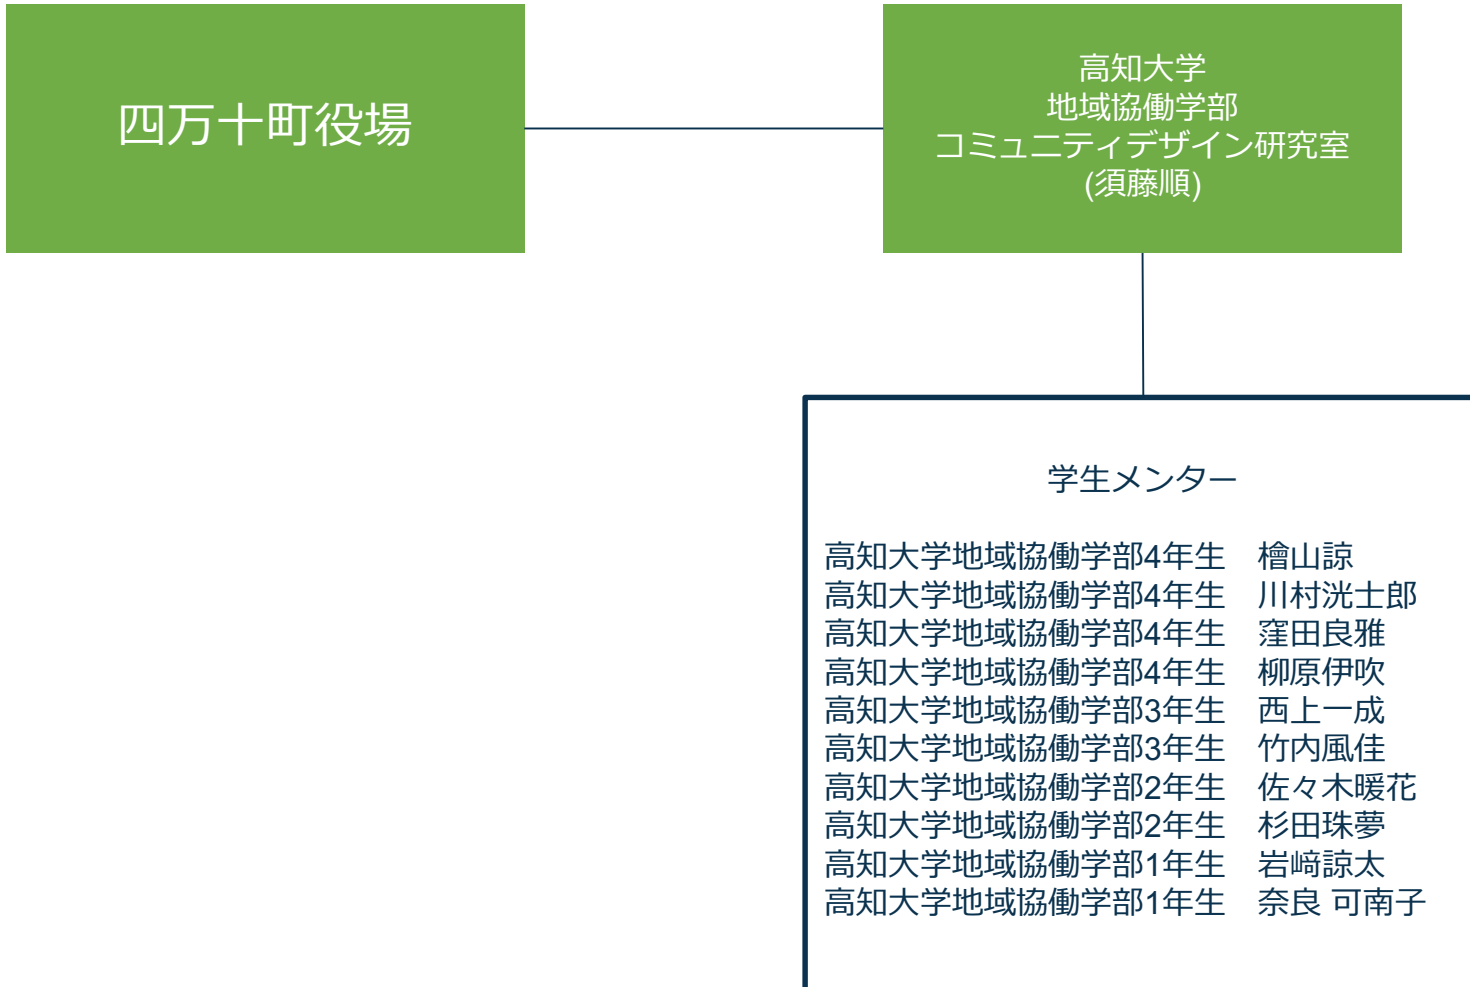 四万十町役場
高知大学
地域協働学部
コミュニティデザイン研究室
(須藤順)
学生メンター
高知大学地域協働学部4年生　檜山諒
高知大学地域協働学部4年生　川村洸士郎
高知大学地域協働学部4年生　窪田良雅
高知大学地域協働学部4年生　柳原伊吹
高知大学地域協働学部3年生　西上一成
高知大学地域協働学部3年生　竹内風佳
高知大学地域協働学部2年生　佐々木暖花
高知大学地域協働学部2年生　杉田珠夢
高知大学地域協働学部1年生　岩﨑諒太
高知大学地域協働学部1年生　奈良 可南子